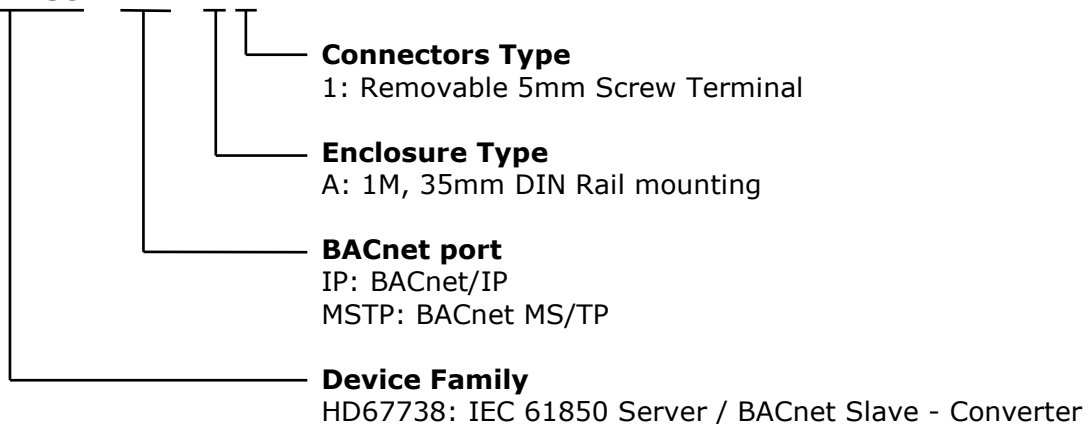 Connectors Type
1: Removable 5mm Screw Terminal
Enclosure Type
A: 1M, 35mm DIN Rail mounting
BACnet port
IP: BACnet/IP
MSTP: BACnet MS/TP
Device Family
HD67738: IEC 61850 Server / BACnet Slave - Converter